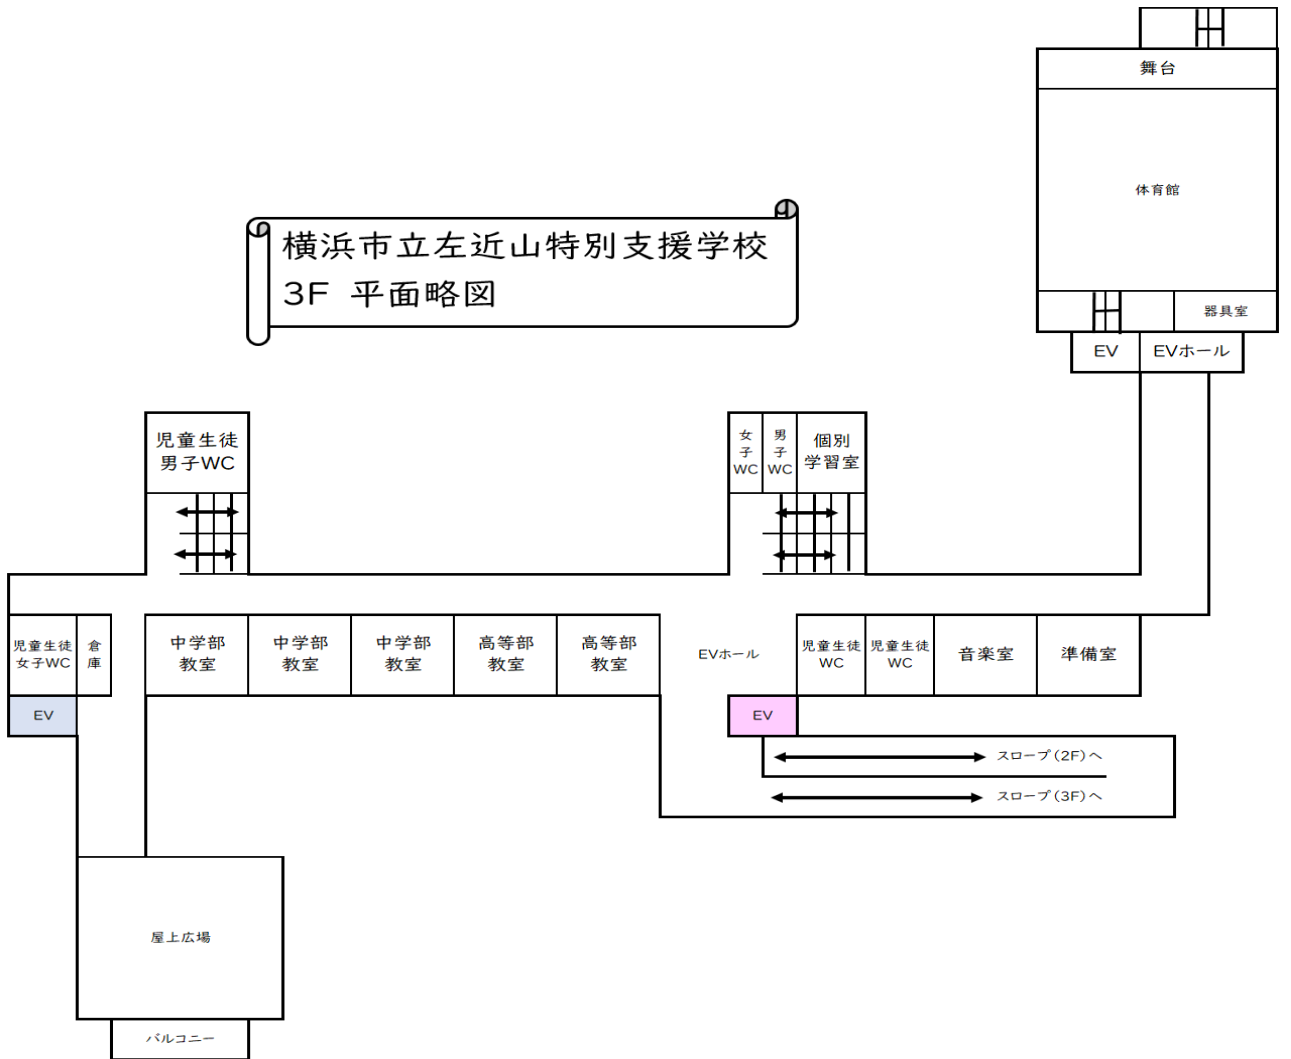 舞台
体育館
横浜市立左近山特別支援学校
3F 平面略図
器具室
EV
EVホール
児童生徒
男子WC
女
子
WC
男
子
WC
個別
学習室
児童生徒
女子WC
倉
庫
中学部
教室
中学部
教室
中学部
教室
高等部
教室
高等部
教室
EVホール
児童生徒
WC
児童生徒
WC
音楽室
準備室
EV
EV
スロープ(2F)へ
スロープ(3F)へ
屋上広場
バルコニー